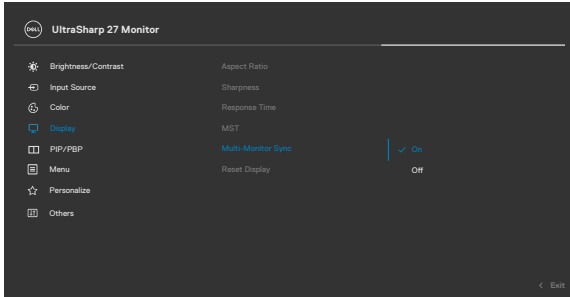 DELL UltraSharp 27 Monitor
Brightness/Contrast Aspect Ratio
Input Source Sharpness
Color Response Time
Display MST
PIP/PBP Multi-Monitor Sync On
Menu Reset Display Off
Personalize
Others
Exit